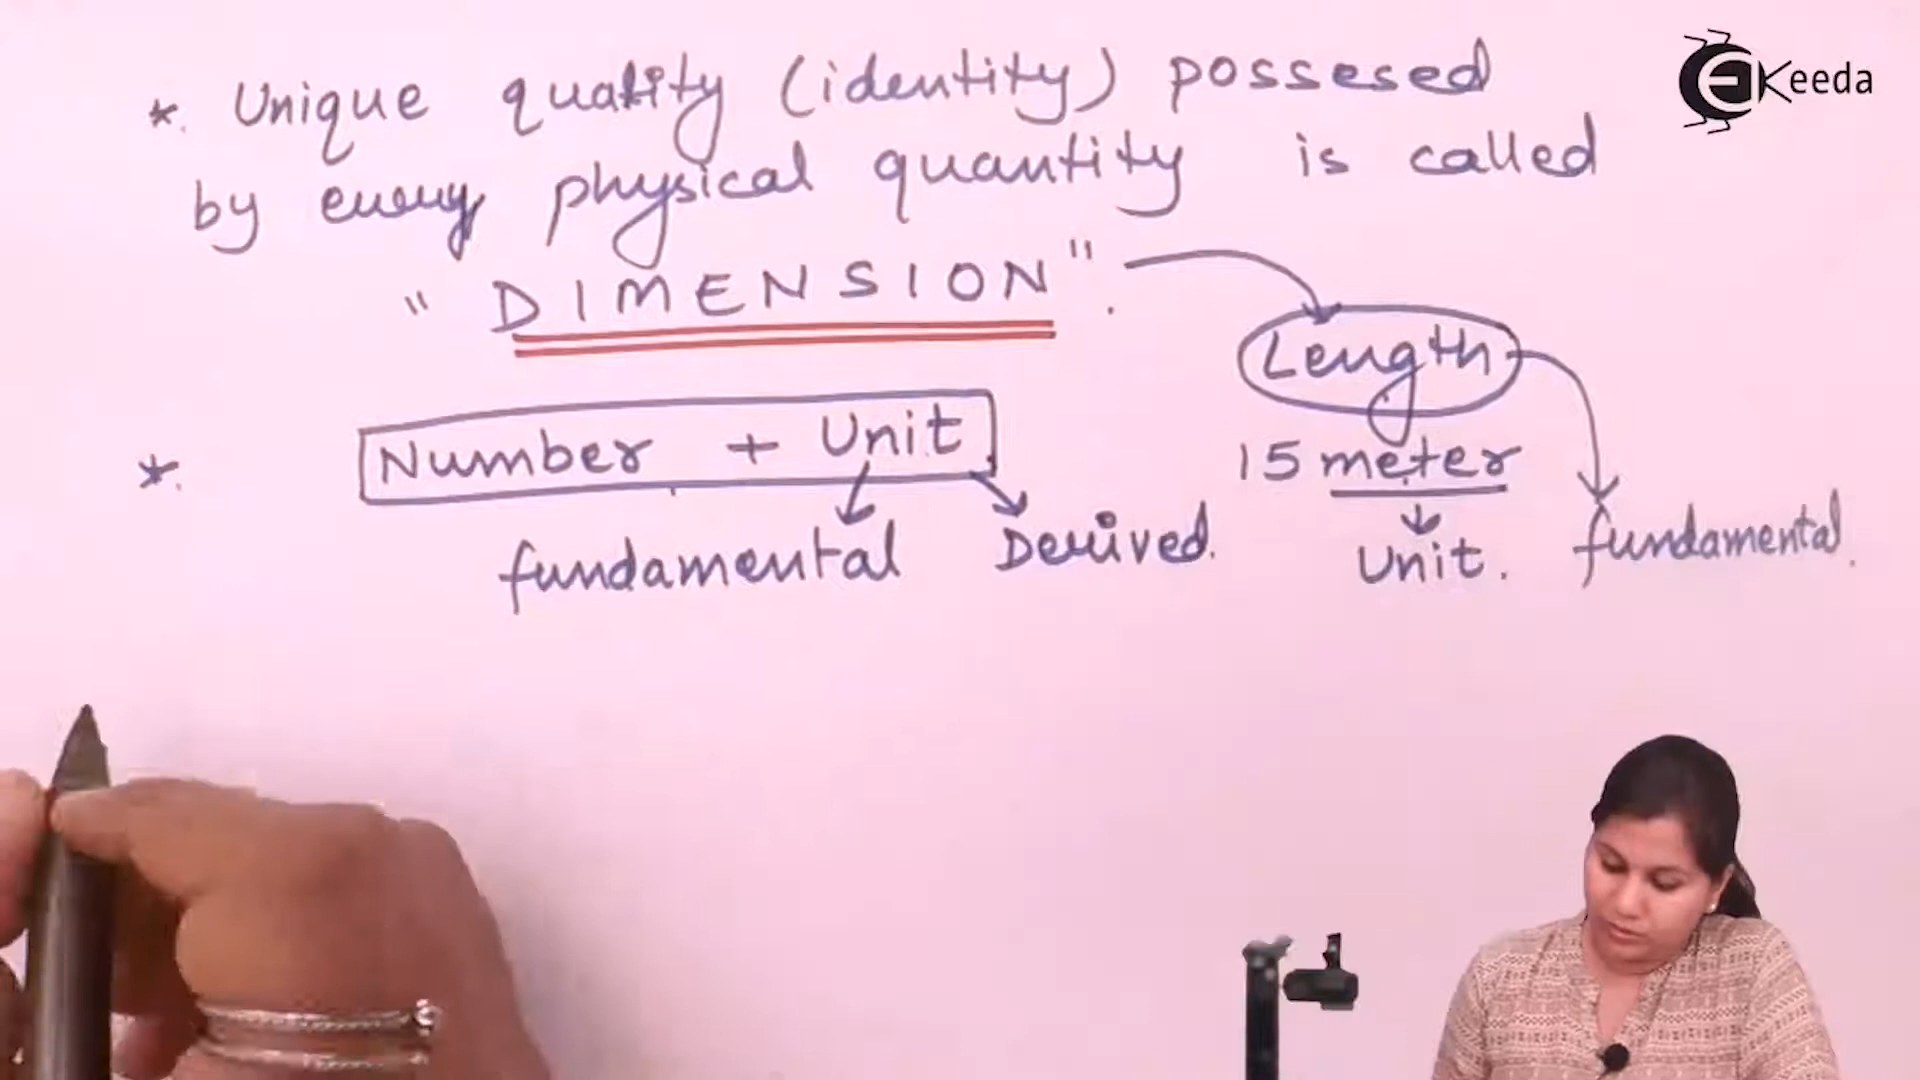 Keeda
*. Unique quality (identity) possesed
by every physical quantity is called
" DIMENSION ".
Length
*. Number + Unit
15 meter
fundamental Derived.
Unit.
fundamental.